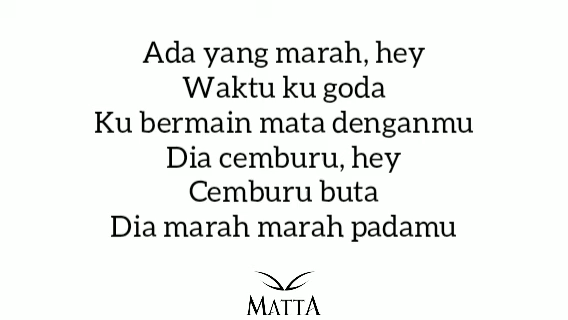 Ada yang marah, hey
Waktu ku goda
Ku bermain mata denganmu
Dia cemburu, hey
Cemburu buta
Dia marah marah padamu
MATTA